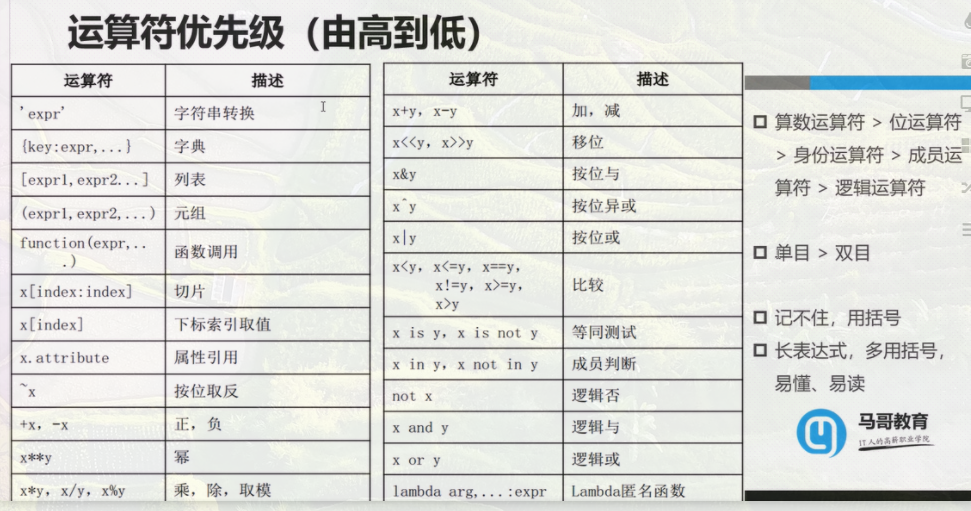 运算符优先级（由高到低）
运算符 描述
'expr' 字符串转换
{key:expr,...} 字典
[expr1,expr2...] 列表
(expr1,expr2,...) 元组
function(expr,..
.) 函数调用
x[index:index] 切片
x[index] 下标索引取值
x.attribute 属性引用
~x 按位取反
+x, -x 正，负
x**y 幂
x*y, x/y, x%y 乘，除，取模
运算符 描述
x+y, x-y 加，减
x<<y, x>>y 移位
x&y 按位与
x^y 按位异或
x|y 按位或
x<y, x<=y, x==y,
x!=y, x>=y,
x>y 比较
x is y, x is not y 等同测试
x in y, x not in y 成员判断
not x 逻辑否
x and y 逻辑与
x or y 逻辑或
lambda arg,...:expr Lambda匿名函数
算数运算符 > 位运算符
> 身份运算符 > 成员运
算符 > 逻辑运算符
单目 > 双目
记不住，用括号
长表达式，多用括号，
易懂、易读
马哥教育
IT人的高薪职业学院